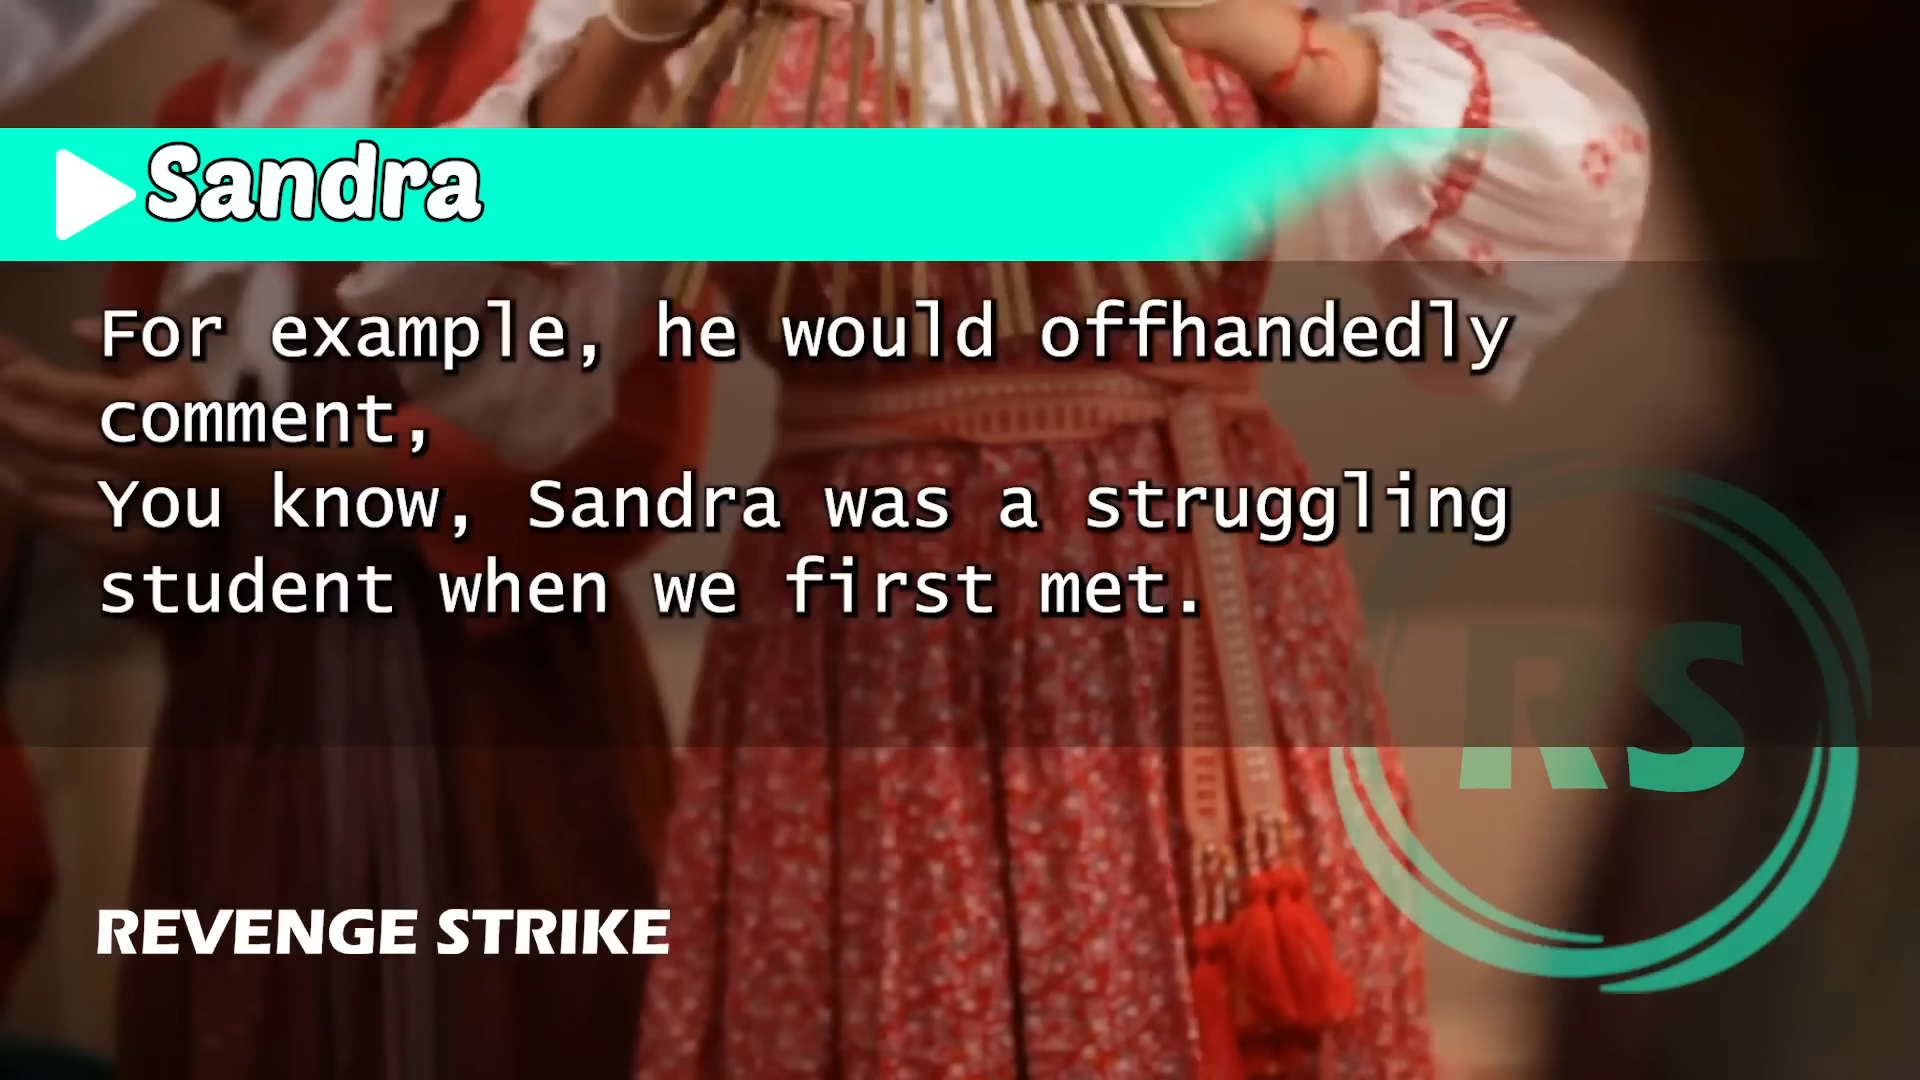 Sandra
For example, he would offhandedly
comment,
You know, Sandra was a struggling
student when we first met.
RS
REVENGE STRIKE